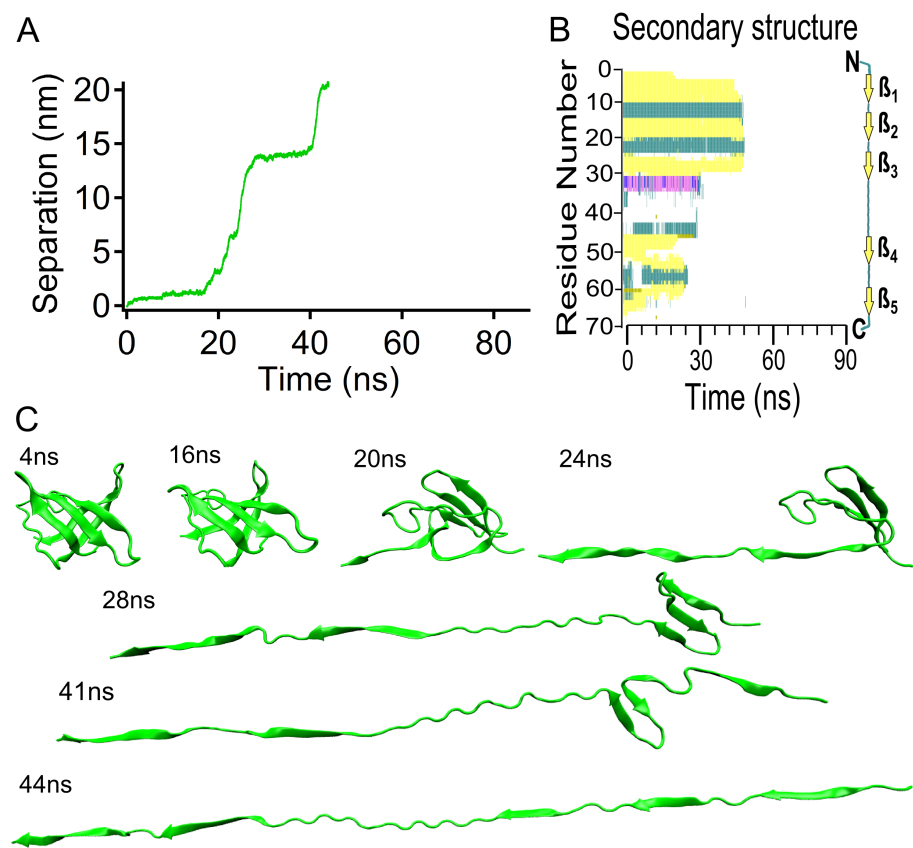 A
Separation (nm)
20
15
10
5
0
0 20 40 60 80
Time (ns)
B Secondary structure
Residue Number
0
10
20
30
40
50
60
70
0 30 60 90
Time (ns)
N
ß1
ß2
ß3
ß4
ß5
C
C
4ns 16ns 20ns 24ns
28ns
41ns
44ns